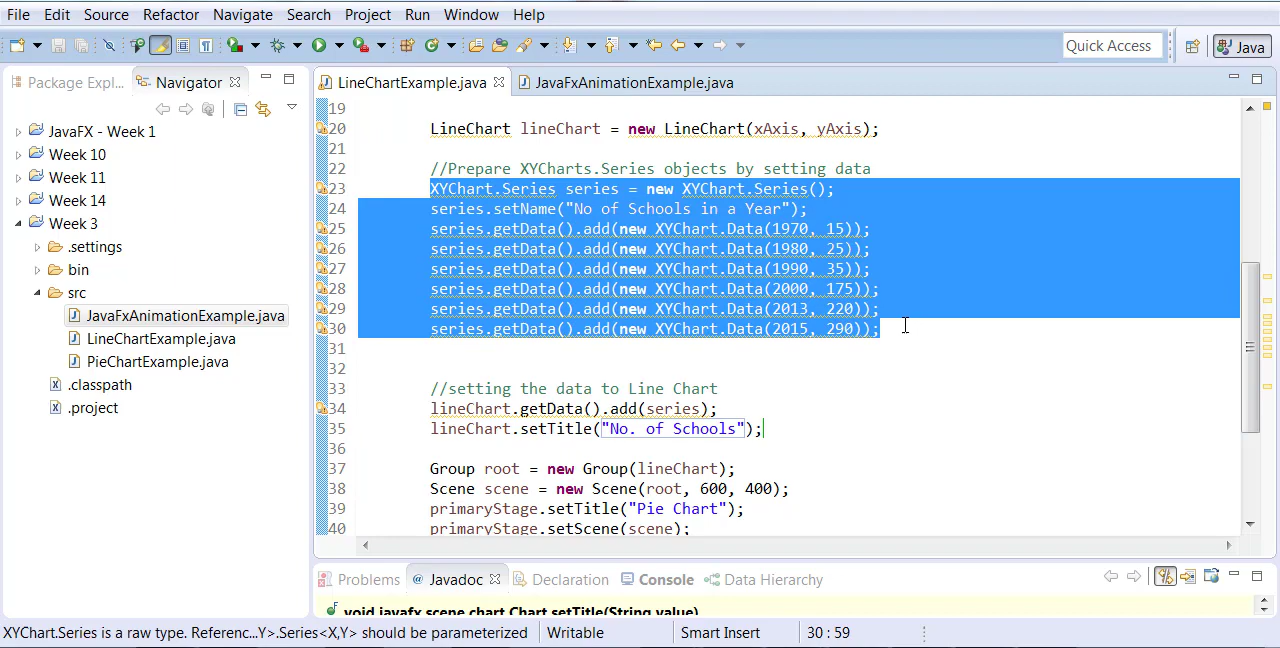 File Edit Source Refactor Navigate Search Project Run Window Help
Quick Access Java
Package Expl... Navigator LineChartExample.java JavaFxAnimationExample.java
JavaFX - Week 1
Week 10
Week 11
Week 14
Week 3
.settings
bin
src
JavaFxAnimationExample.java
LineChartExample.java
PieChartExample.java
.classpath
.project
19
20 LineChart lineChart = new LineChart(xAxis, yAxis);
21
22 //Prepare XYCharts.Series objects by setting data
23 XYChart.Series series = new XYChart.Series();
24 series.setName("No of Schools in a Year");
25 series.getData().add(new XYChart.Data(1970, 15));
26 series.getData().add(new XYChart.Data(1980, 25));
27 series.getData().add(new XYChart.Data(1990, 35));
28 series.getData().add(new XYChart.Data(2000, 175));
29 series.getData().add(new XYChart.Data(2013, 220));
30 series.getData().add(new XYChart.Data(2015, 290));
31
32
33 //setting the data to Line Chart
34 lineChart.getData().add(series);
35 lineChart.setTitle("No. of Schools");
36
37 Group root = new Group(lineChart);
38 Scene scene = new Scene(root, 600, 400);
39 primaryStage.setTitle("Pie Chart");
40 primaryStage.setScene(scene);
Problems @ Javadoc Declaration Console Data Hierarchy
void javafx.scene.chart.Chart.setTitle(String value)
XYChart.Series is a raw type. Referenc...Y>.Series<X,Y> should be parameterized Writable Smart Insert 30 : 59